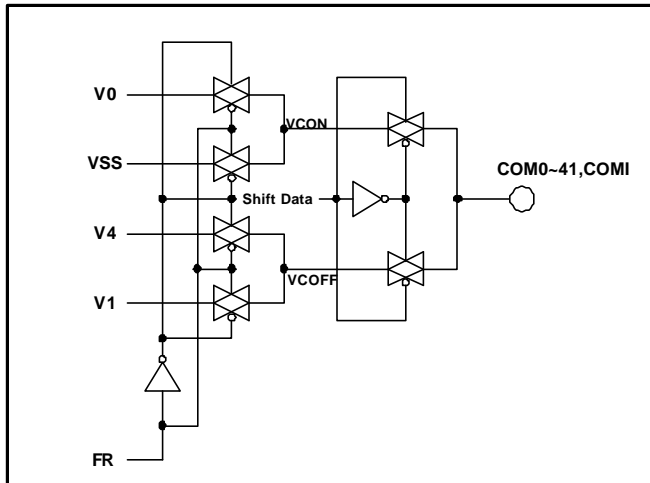 V0
VCON
VSS
COM0~41,COMI
Shift Data
V4
VCOFF
V1
FR